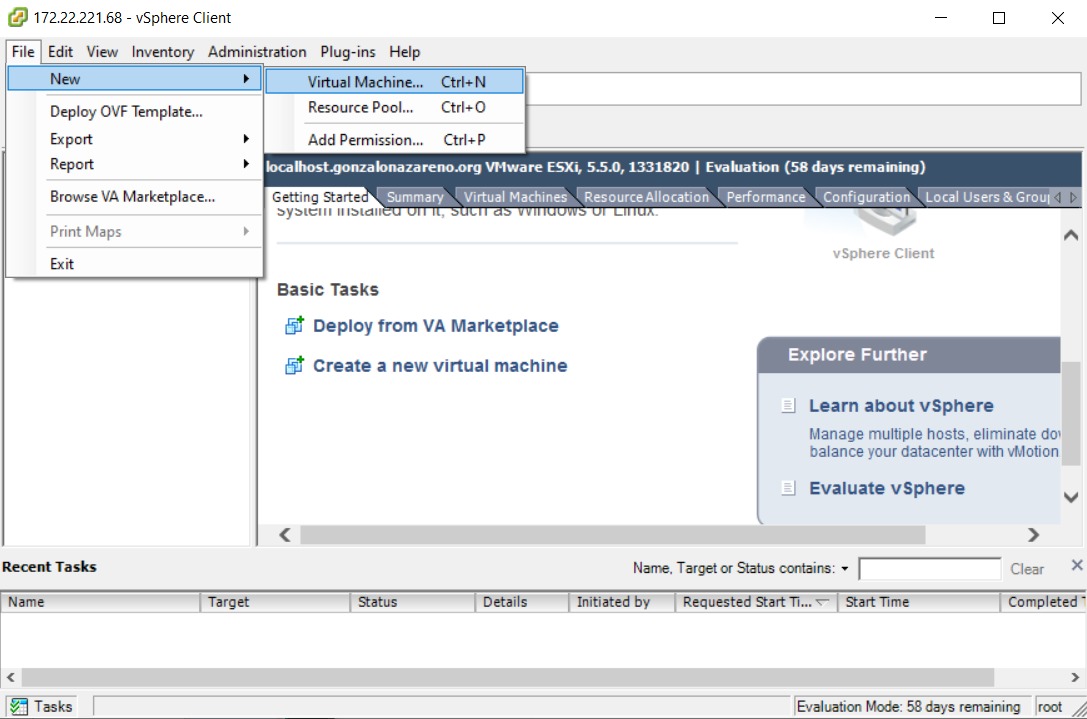 172.22.221.68 - vSphere Client
File Edit View Inventory Administration Plug-ins Help
New
Virtual Machine... Ctrl+N
Resource Pool... Ctrl+O
Add Permission... Ctrl+P
Deploy OVF Template...
Export
Report
Browse VA Marketplace...
Print Maps
Exit
localhost.gonzalonazareno.org VMware ESXi, 5.5.0, 1331820 | Evaluation (58 days remaining)
Getting Started Summary Virtual Machines Resource Allocation Performance Configuration Local Users & Group
system installed on it, such as Windows or Linux.
vSphere Client
Basic Tasks
Deploy from VA Marketplace
Create a new virtual machine
Explore Further
Learn about vSphere
Manage multiple hosts, eliminate dow
balance your datacenter with vMotion
Evaluate vSphere
Recent Tasks
Name, Target or Status contains: Clear
Name Target Status Details Initiated by Requested Start Ti... Start Time Completed T
Tasks Evaluation Mode: 58 days remaining root